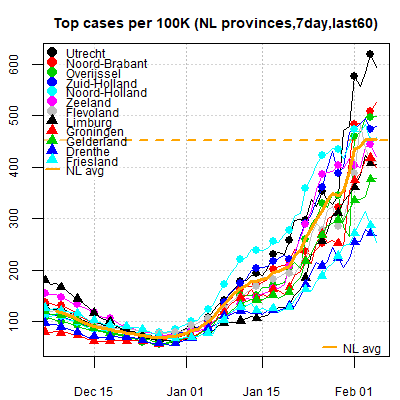 Top cases per 100K (NL provinces,7day,last60)
Utrecht
Noord-Brabant
Overijssel
Zuid-Holland
Noord-Holland
Zeeland
Flevoland
Limburg
Groningen
Gelderland
Drenthe
Friesland
NL avg
600
500
400
300
200
100
NL avg
Dec 15
Jan 01
Jan 15
Feb 01